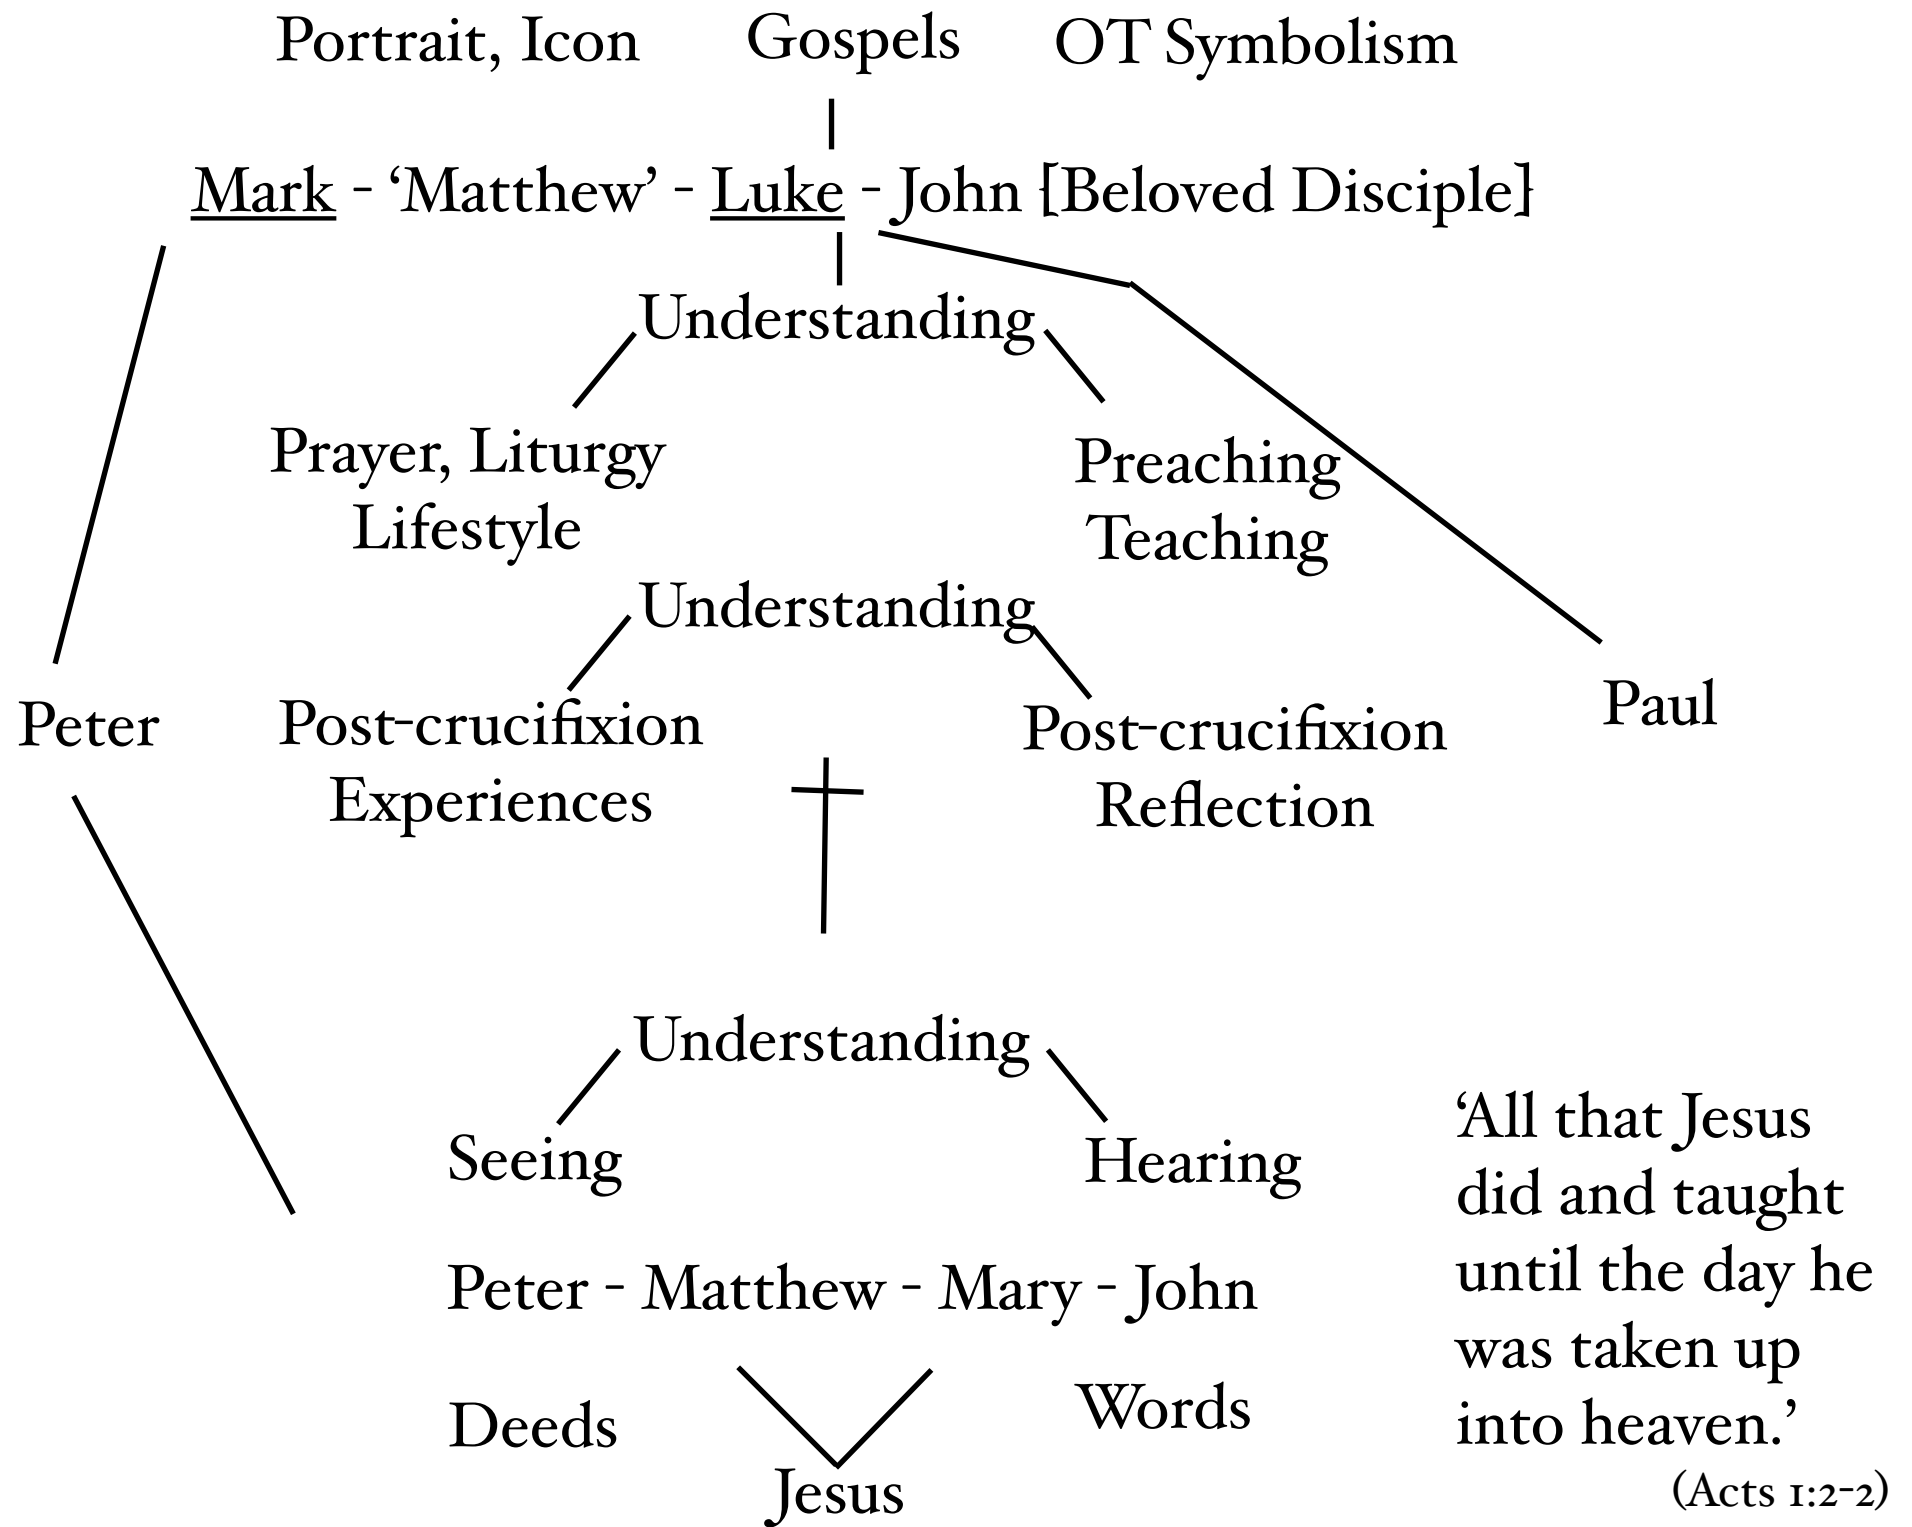 Portrait, Icon Gospels OT Symbolism
Mark - ‘Matthew’ - Luke - John [Beloved Disciple]
Understanding
Prayer, Liturgy
Lifestyle
Preaching
Teaching
Understanding
Peter
Post-crucifixion
Experiences
Post-crucifixion
Reflection
Paul
Understanding
Seeing
Hearing
Peter - Matthew - Mary - John
Deeds
Words
Jesus
‘All that Jesus
did and taught
until the day he
was taken up
into heaven.’
(Acts 1:2-2)